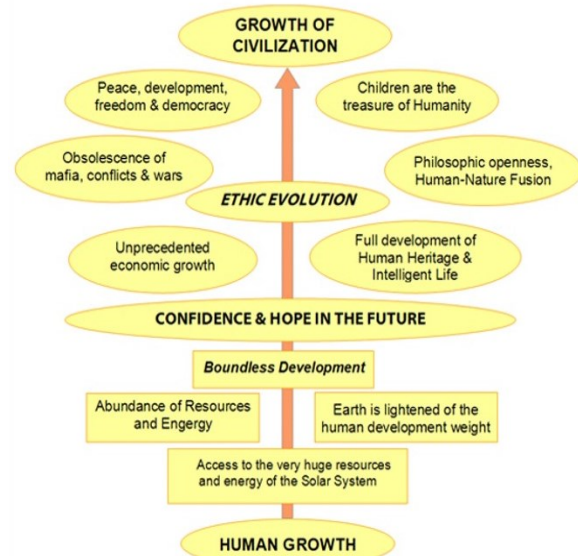 GROWTH OF
CIVILIZATION
Peace, development,
freedom & democracy
Children are the
treasure of Humanity
Obsolescence of
mafia, conflicts & wars
Philosophic openness,
Human-Nature Fusion
ETHIC EVOLUTION
Unprecedented
economic growth
Full development of
Human Heritage &
Intelligent Life
CONFIDENCE & HOPE IN THE FUTURE
Boundless Development
Abundance of Resources
and Engergy
Earth is lightened of the
human development weight
Access to the very huge resources
and energy of the Solar System
HUMAN GROWTH